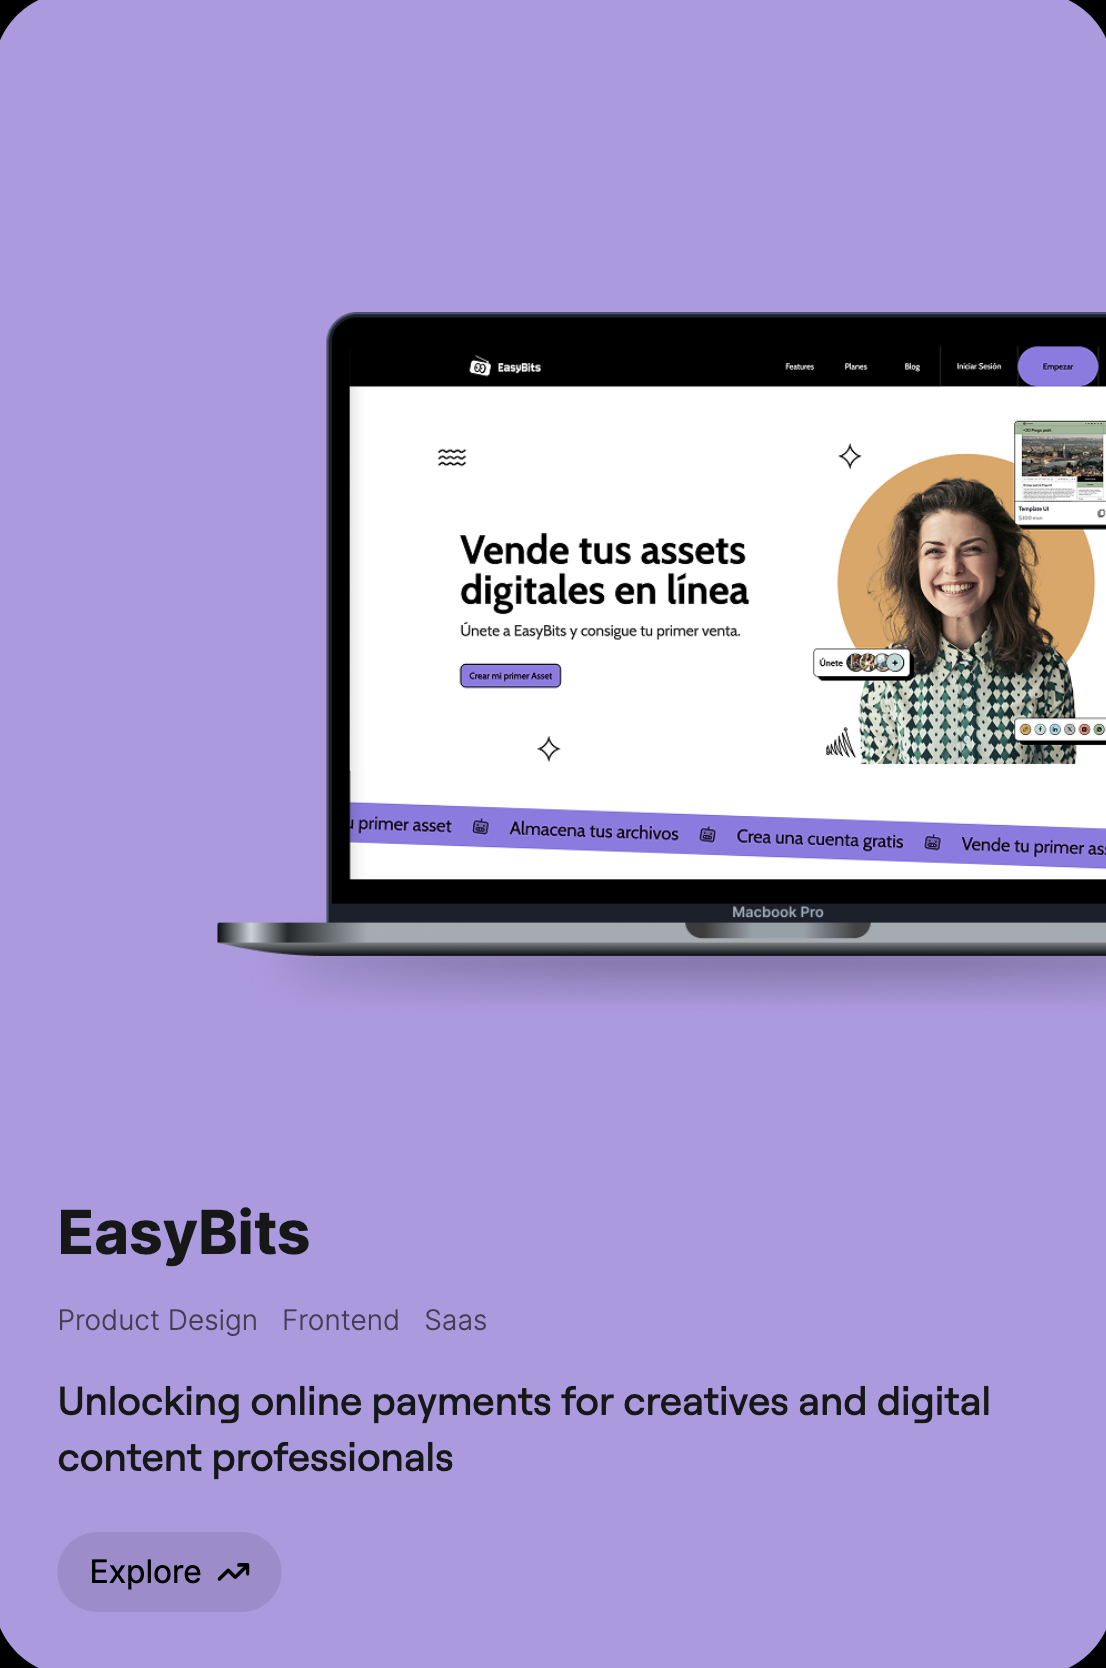 EasyBits
Features Planes Blog Iniciar Sesión Empezar
Template UI
Vende tus assets
digitales en línea
Únete a EasyBits y consigue tu primer venta.
Únete
Crear mi primer Asset
primer asset Almacena tus archivos Crea una cuenta gratis Vende tu primer
Macbook Pro
EasyBits
Product Design Frontend Saas
Unlocking online payments for creatives and digital
content professionals
Explore